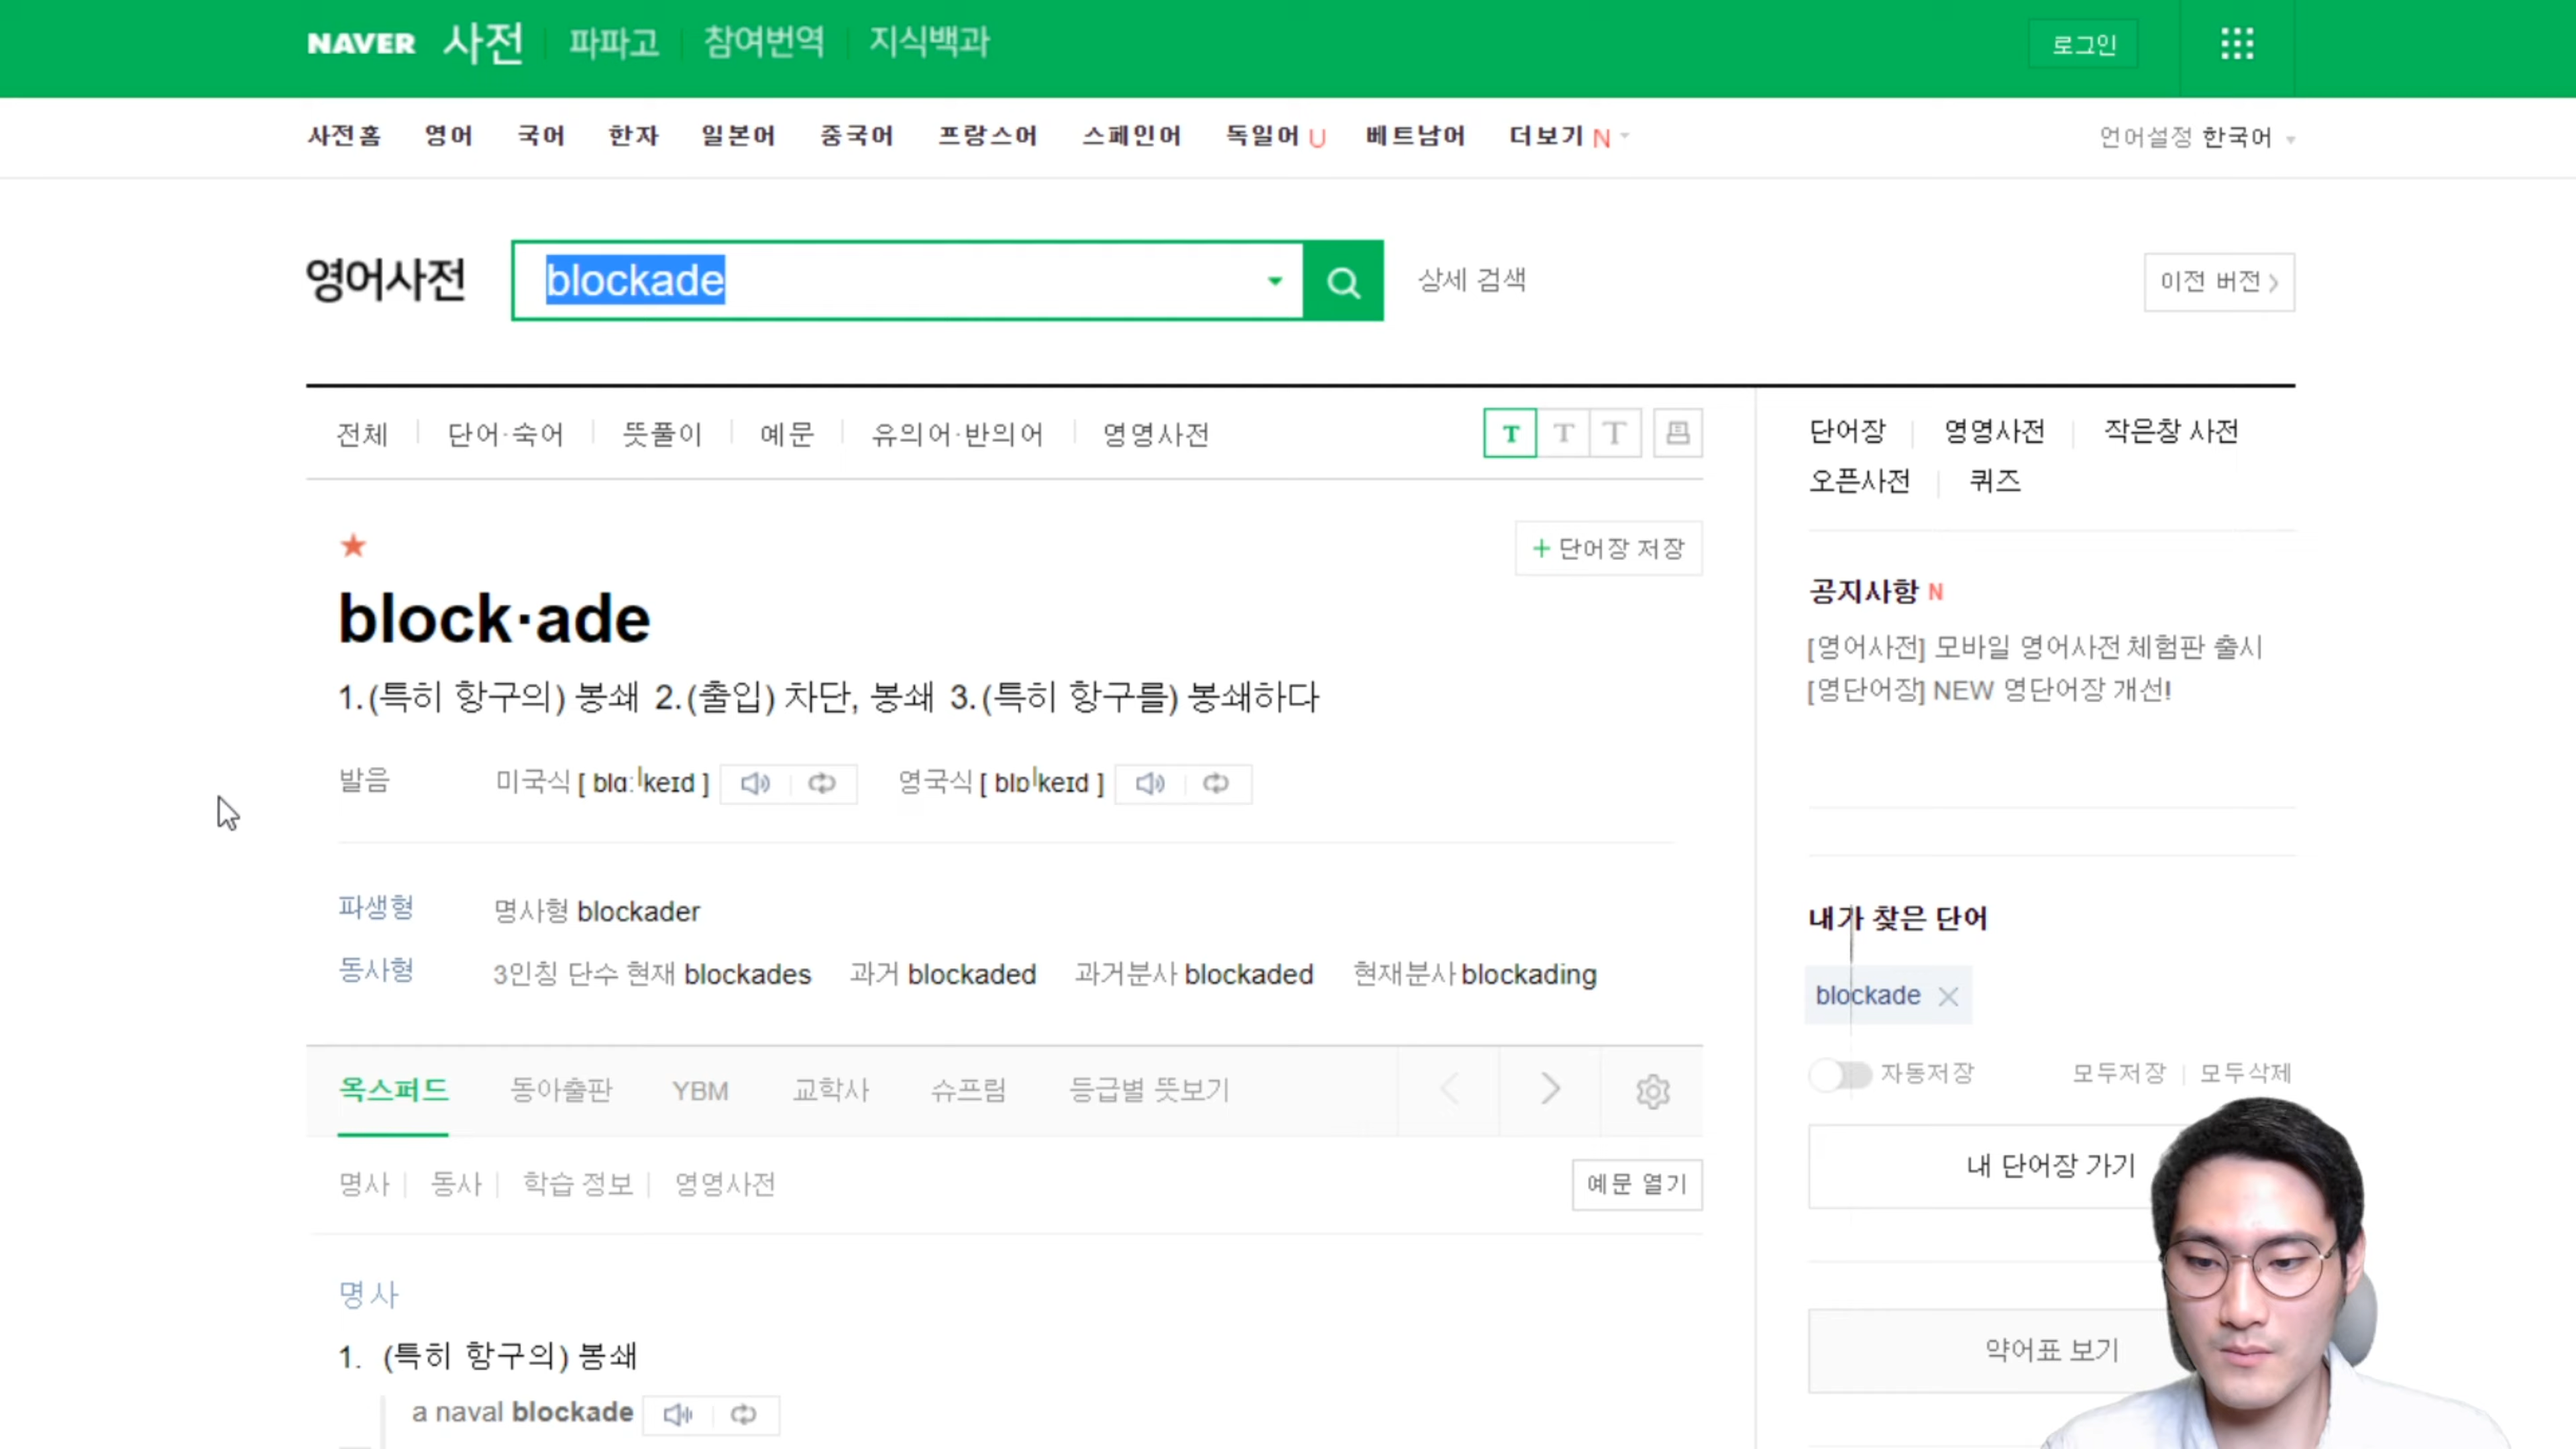 NAVER 사전 파파고 참여번역 지식백과 로그인
사전홈 영어 국어 한자 일본어 중국어 프랑스어 스페인어 독일어 U 베트남어 더보기 N 언어설정 한국어
영어사전 blockade 상세 검색 이전 버전
전체 단어·숙어 뜻풀이 예문 유의어·반의어 영영사전 T T T
단어장 영영사전 작은창 사전
오픈사전 퀴즈
+ 단어장 저장
block·ade
1.(특히 항구의) 봉쇄 2.(출입) 차단, 봉쇄 3.(특히 항구를) 봉쇄하다
발음 미국식 [ blɑːˈkeɪd ] 영국식 [ blɒˈkeɪd ]
파생형 명사형 blockader
동사형 3인칭 단수 현재 blockades 과거 blockaded 과거분사 blockaded 현재분사 blockading
옥스퍼드 동아출판 YBM 교학사 슈프림 등급별 뜻보기
명사 동사 학습 정보 영영사전 예문 열기
명사
1. (특히 항구의) 봉쇄
a naval blockade
공지사항 N
[영어사전] 모바일 영어사전 체험판 출시
[영단어장] NEW 영단어장 개선!
내가 찾은 단어
blockade
자동저장 모두저장 모두삭제
내 단어장 가기
약어표 보기